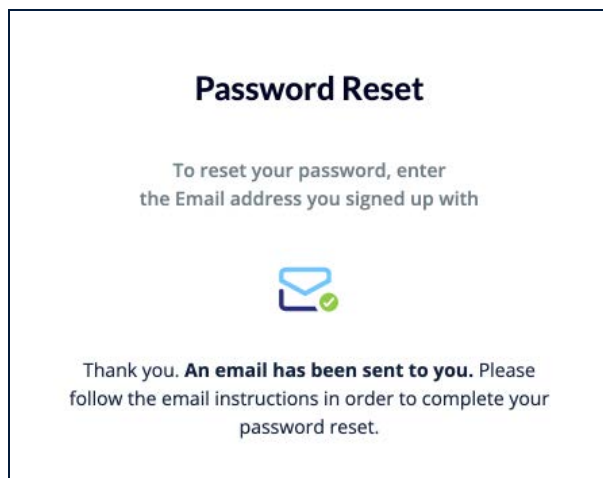 Password Reset
To reset your password, enter
the Email address you signed up with
Thank you. An email has been sent to you. Please
follow the email instructions in order to complete your
password reset.